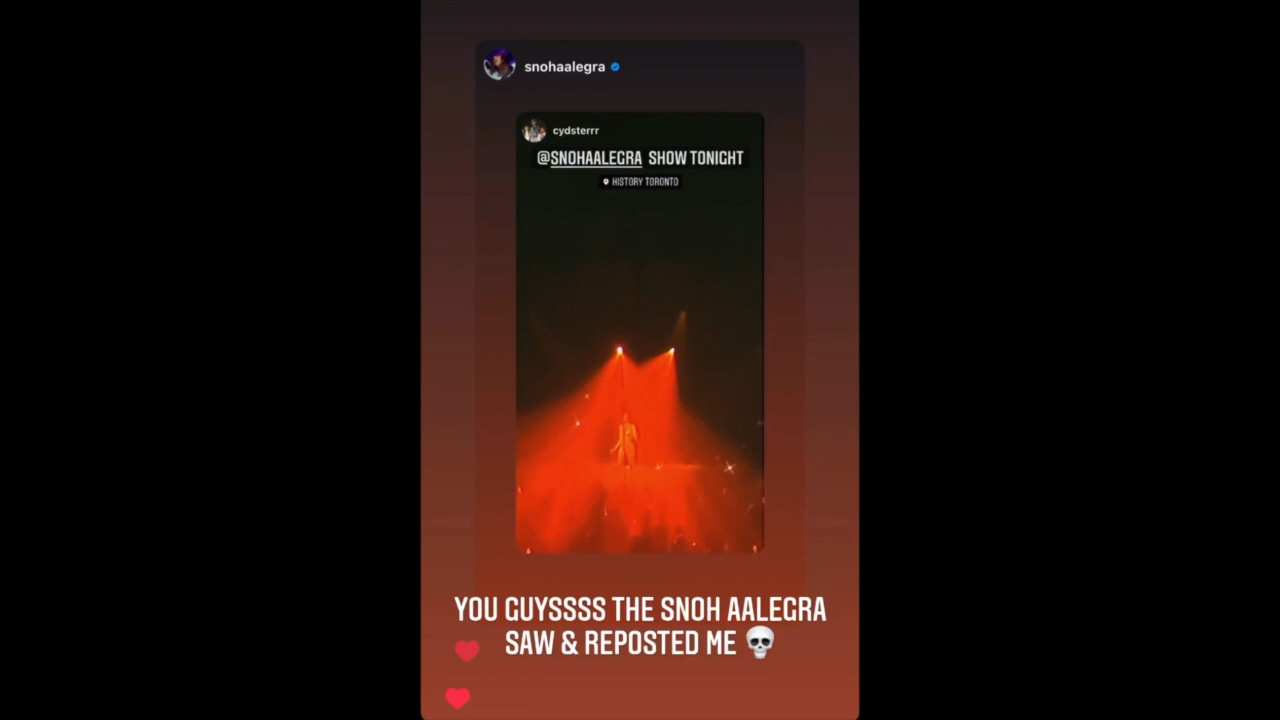 snohaalegra
cydsterrr
@SNOHAALEGRA SHOW TONIGHT
HISTORY TORONTO
YOU GUYSSSS THE SNOH AALEGRA
SAW & REPOSTED ME 💀